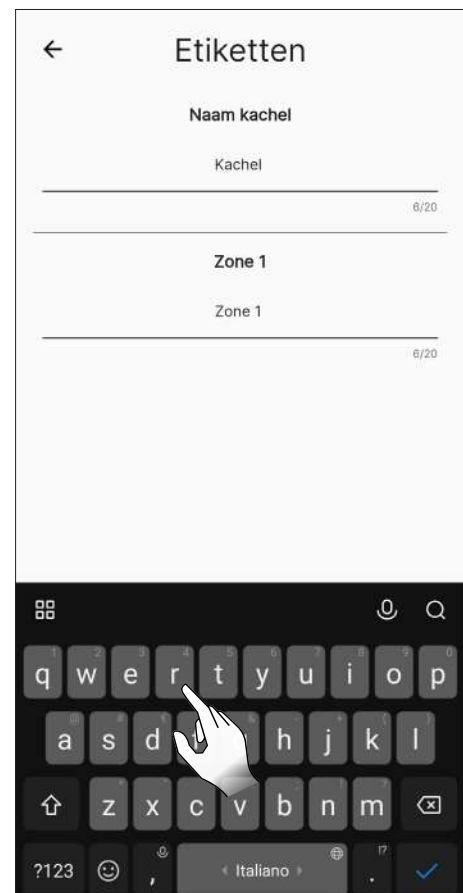 Etiketten
Naam kachel
Kachel
6/20
Zone 1
Zone 1
6/20
q w e r t y u i o p
a s d h j k l
z x c v b n m
?123 , Italiano .